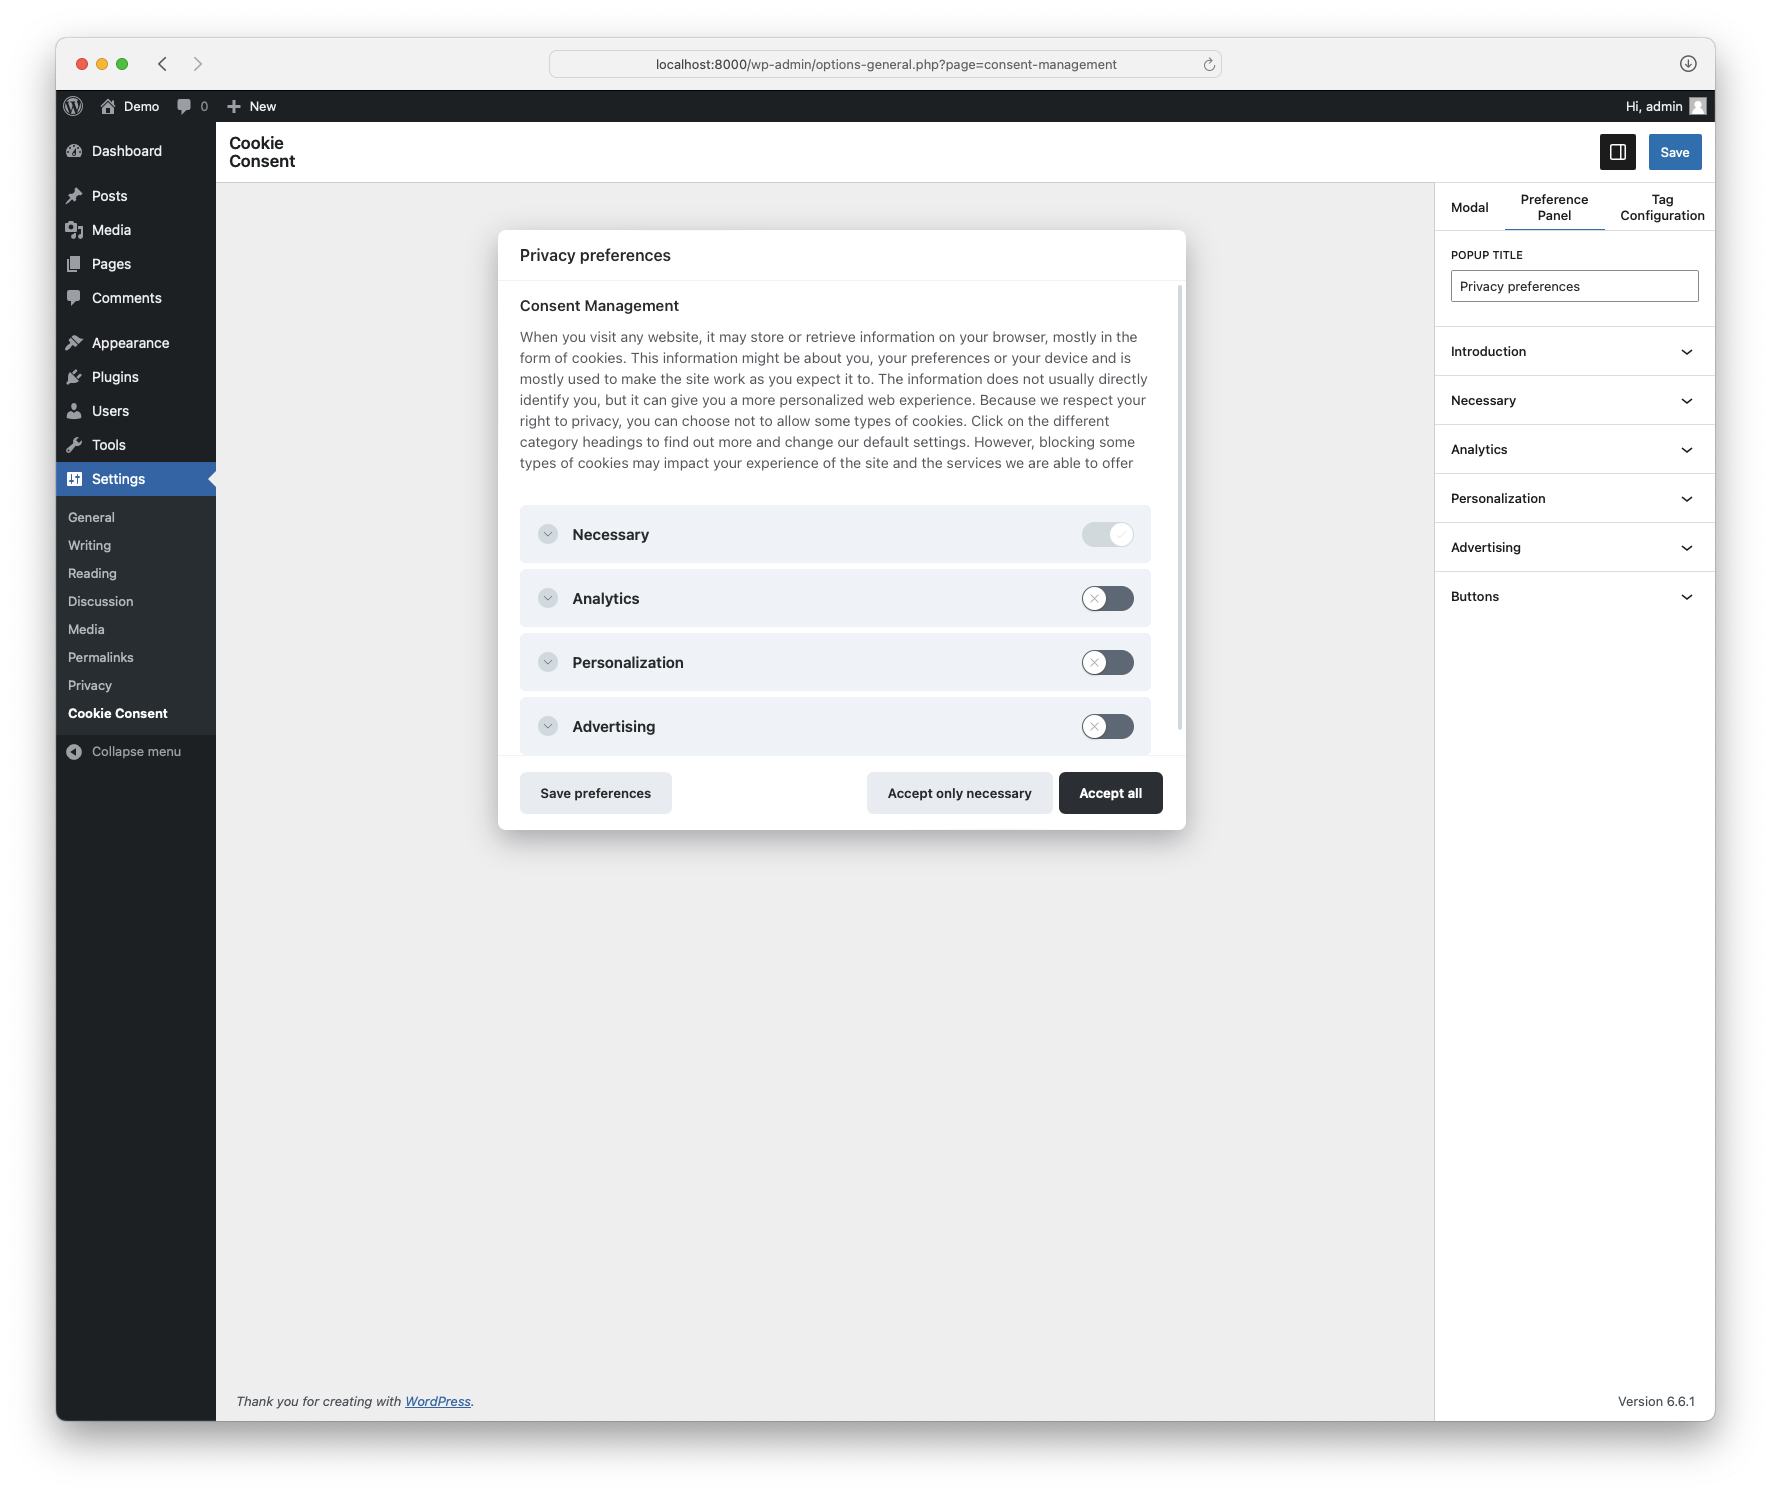 localhost:8000/wp-admin/options-general.php?page=consent-management
Demo
0
New
Hi, admin
Dashboard
Posts
Media
Pages
Comments
Appearance
Plugins
Users
Tools
Settings
General
Writing
Reading
Discussion
Media
Permalinks
Privacy
Cookie Consent
Collapse menu
Cookie
Consent
Save
Privacy preferences
Consent Management
When you visit any website, it may store or retrieve information on your browser, mostly in the
form of cookies. This information might be about you, your preferences or your device and is
mostly used to make the site work as you expect it to. The information does not usually directly
identify you, but it can give you a more personalized web experience. Because we respect your
right to privacy, you can choose not to allow some types of cookies. Click on the different
category headings to find out more and change our default settings. However, blocking some
types of cookies may impact your experience of the site and the services we are able to offer
Necessary
Analytics
Personalization
Advertising
Save preferences
Accept only necessary
Accept all
Modal
Preference
Panel
Tag
Configuration
POPUP TITLE
Privacy preferences
Introduction
Necessary
Analytics
Personalization
Advertising
Buttons
Thank you for creating with WordPress.
Version 6.6.1